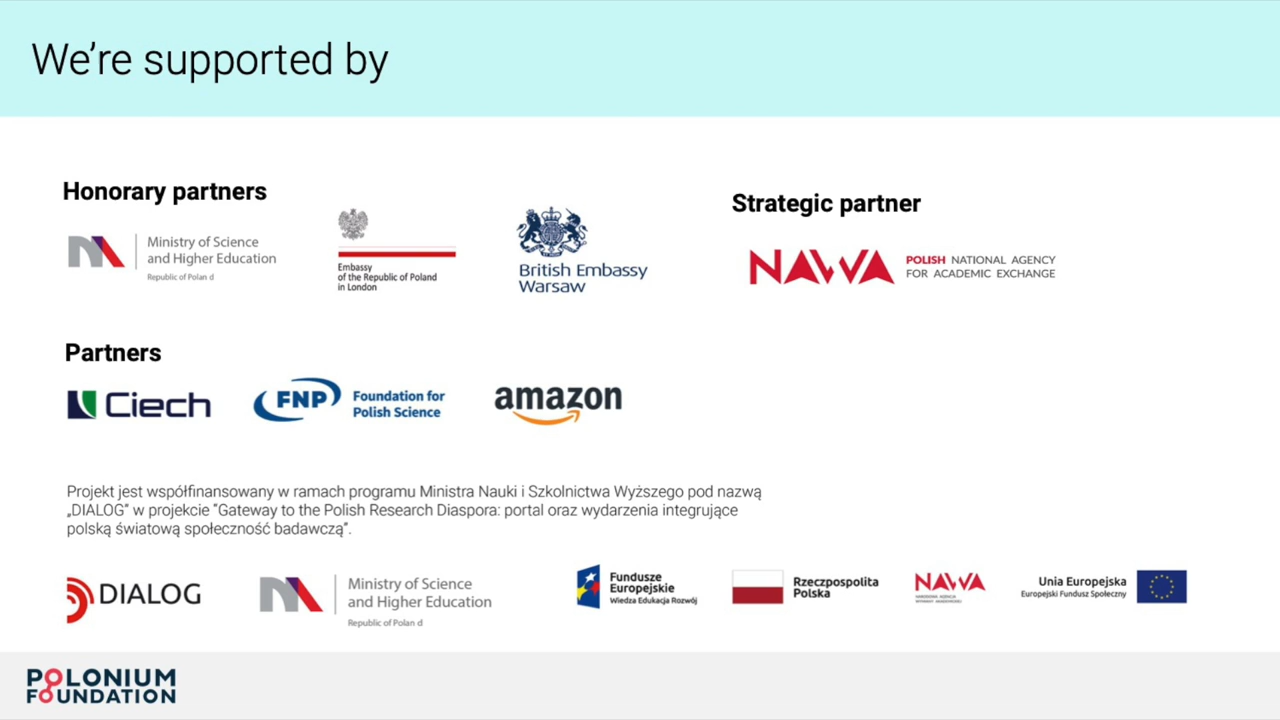 We're supported by
Honorary partners
Ministry of Science
and Higher Education
Republic of Polan d
Embassy
of the Republic of Poland
in London
British Embassy
Warsaw
Strategic partner
NAWA
POLISH NATIONAL AGENCY
FOR ACADEMIC EXCHANGE
Partners
Ciech
FNP
Foundation for
Polish Science
amazon
Projekt jest współfinansowany w ramach programu Ministra Nauki i Szkolnictwa Wyższego pod nazwą
„DIALOG" w projekcie "Gateway to the Polish Research Diaspora: portal oraz wydarzenia integrujące
polską światową społeczność badawczą".
DIALOG
Ministry of Science
and Higher Education
Republic of Polan d
Fundusze
Europejskie
Wiedza Edukacja Rozwój
Rzeczpospolita
Polska
NAWA
NARODOWA AGENCJA
WYMIANY AKADEMICKIEJ
Unia Europejska
Europejski Fundusz Społeczny
POLONIUM
FOUNDATION